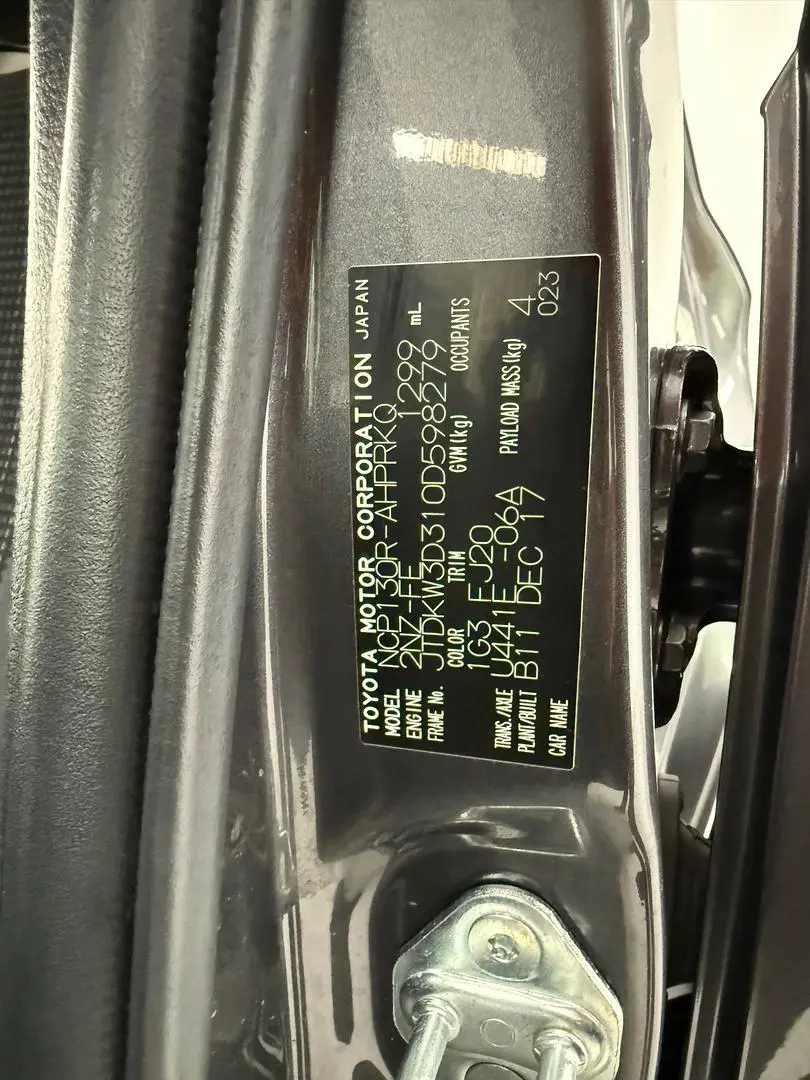 TOYOTA MOTOR CORPORATION JAPAN
MODEL NCP130R-AHPRKQ
ENGINE 2NZ-FE 1299 mL
FRAME No. JTDKW3D310D598279
COLOR TRIM GVM(kg) OCCUPANTS
1G3 FJ20
TRANS./AXLE U441E -06A PAYLOAD MASS(kg) 4
PLANT/BUILT B11 DEC 17 023
CAR NAME